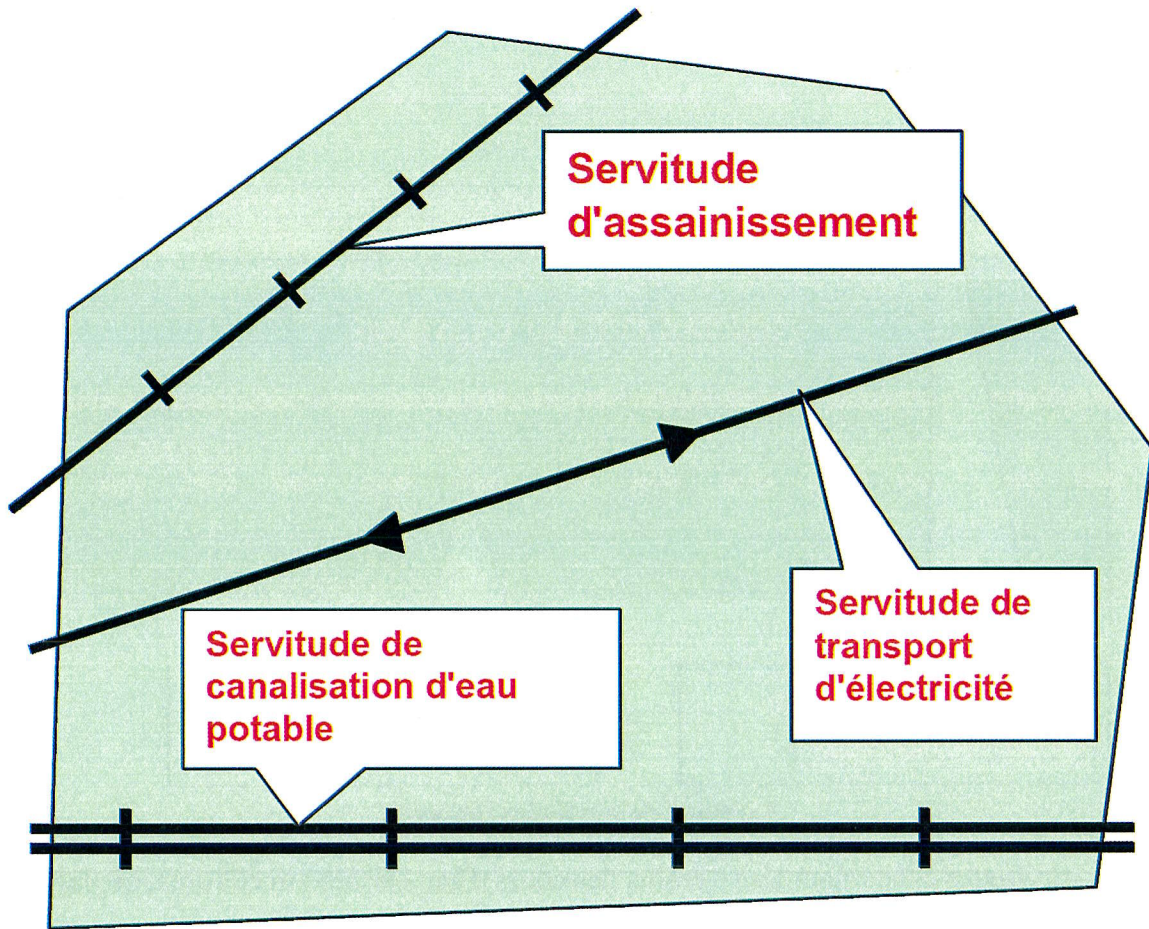 Servitude
d'assainissement
Servitude de
transport
d'électricité
Servitude de
canalisation d'eau
potable